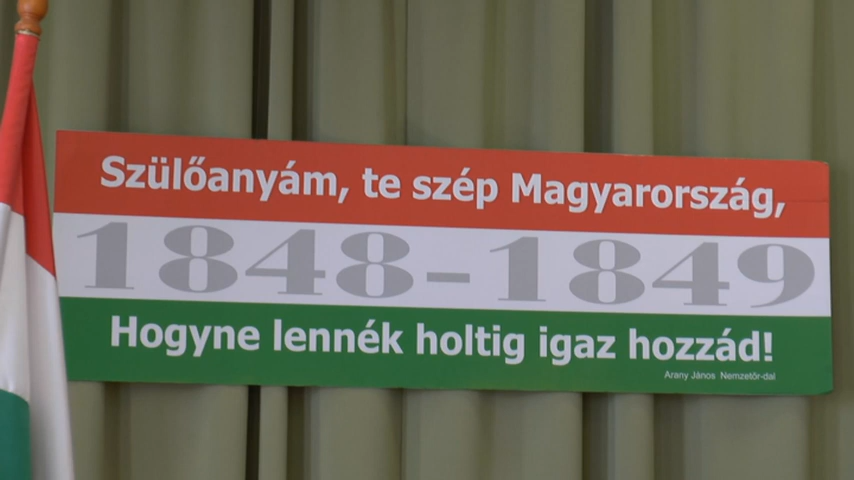 Szülőanyám, te szép Magyarország,
1848-1849
Hogyne lennék holtig igaz hozzád!
Arany János Nemzetőr-dal